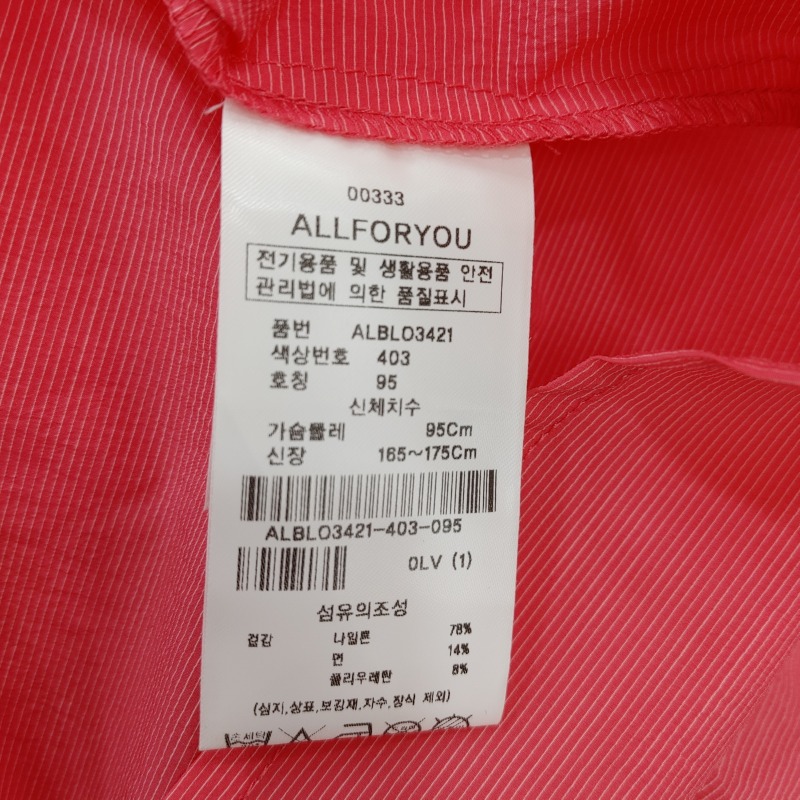 00333
ALLFORYOU
전기용품 및 생활용품 안전
관리법에 의한 품질표시
품번 ALBLO3421
색상번호 403
호칭 95
신체치수
가슴둘레 95Cm
신장 165~175Cm
ALBLO3421-403-095
OLV (1)
섬유의조성
겉감 나일론 78%
면 14%
폴리우레탄 8%
(심지,상표,보강재,자수,장식 제외)
손세탁